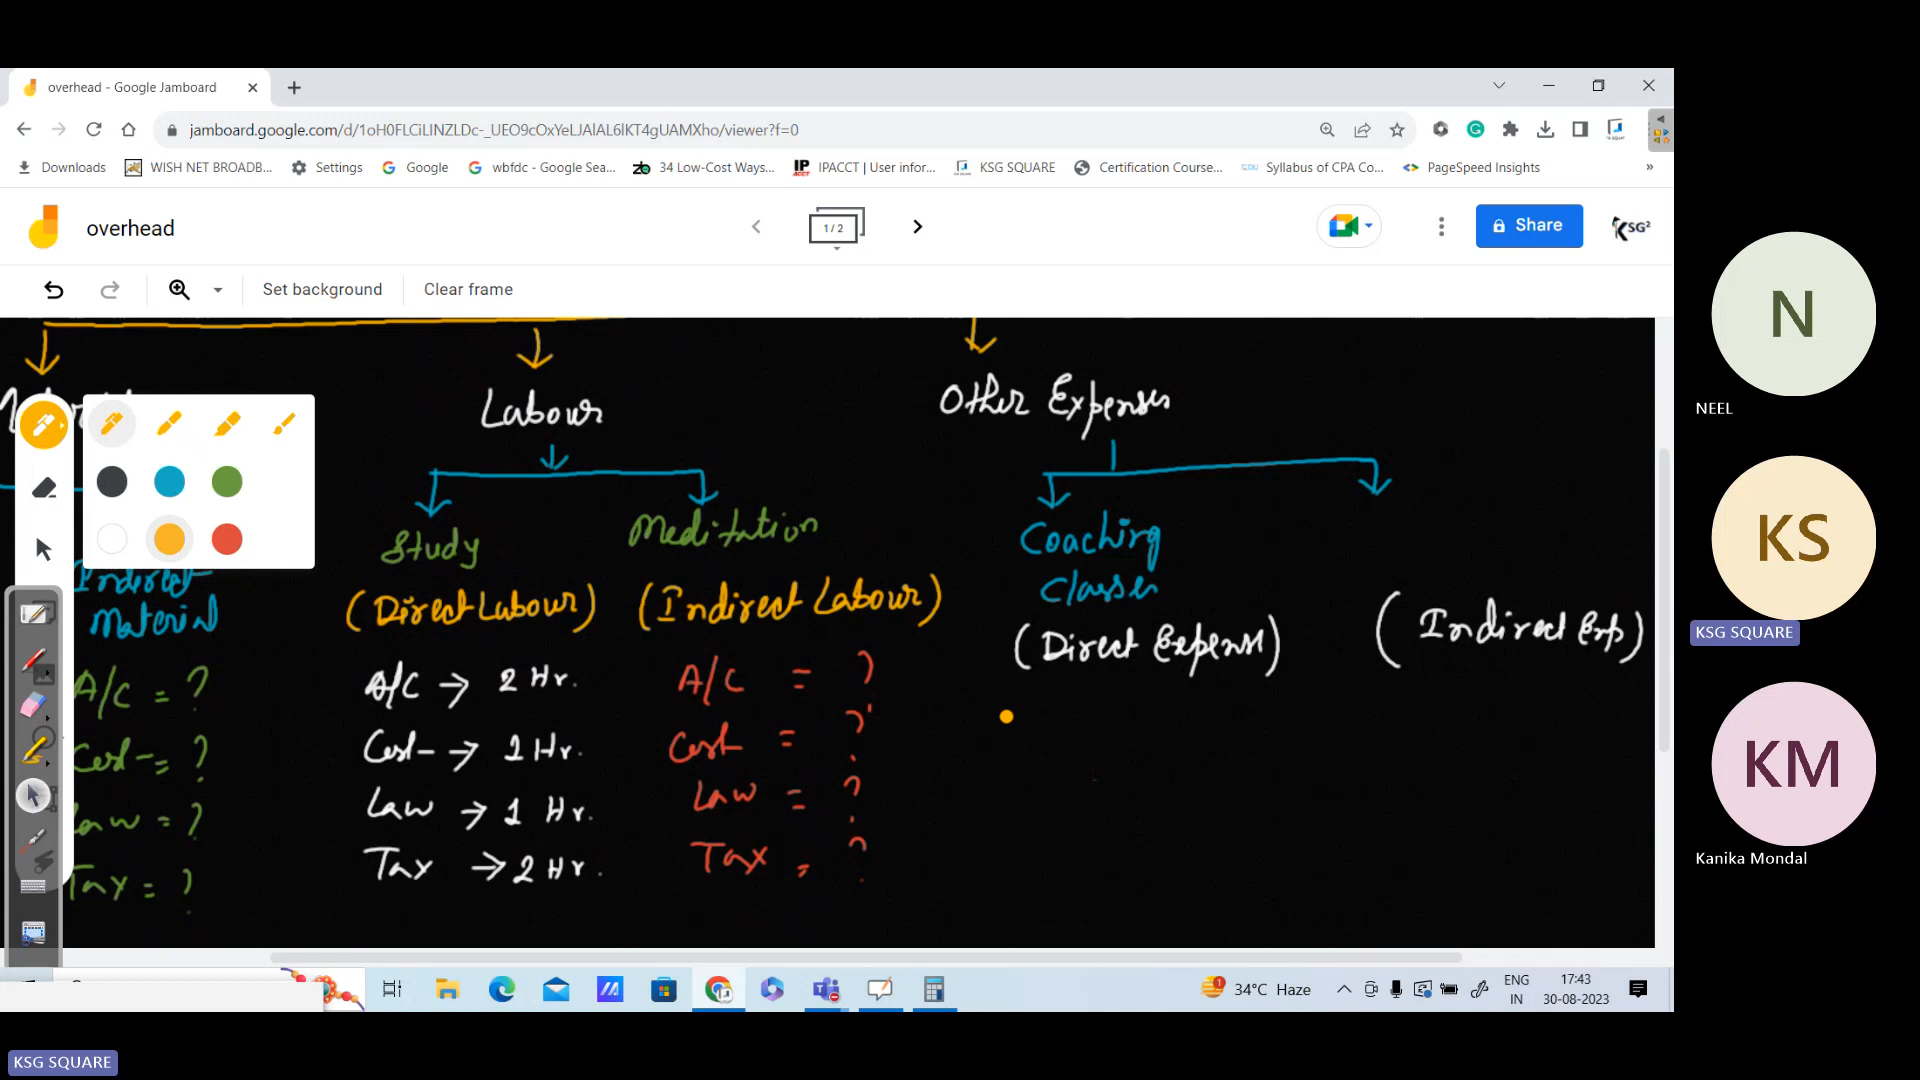 overhead - Google Jamboard
jamboard.google.com/d/1oH0FLCiLINZLDc-_UEO9cOxYeLJAlAL6lKT4gUAMXho/viewer?f=0
Downloads WISH NET BROADB... Settings Google wbfdc - Google Sea... 34 Low-Cost Ways... IPACCT | User infor... KSG SQUARE Certification Course... Syllabus of CPA Co... PageSpeed Insights »
overhead
1 / 2
Share
KSG²
Set background Clear frame
Labour
Other Expenses
Study
Meditation
Coaching
Classes
Indirect
Material
(Direct Labour)
(Indirect Labour)
(Direct Expense)
(Indirect Exp)
A/C = ?
Cost = ?
Law = ?
Tax = ?
A/C → 2 Hr.
Cost → 1 Hr.
Law → 1 Hr.
Tax → 2 Hr.
A/C = ?
Cost = ?
Law = ?
Tax = ?
34°C Haze
ENG
IN
17:43
30-08-2023
N
NEEL
KS
KSG SQUARE
KM
Kanika Mondal
KSG SQUARE